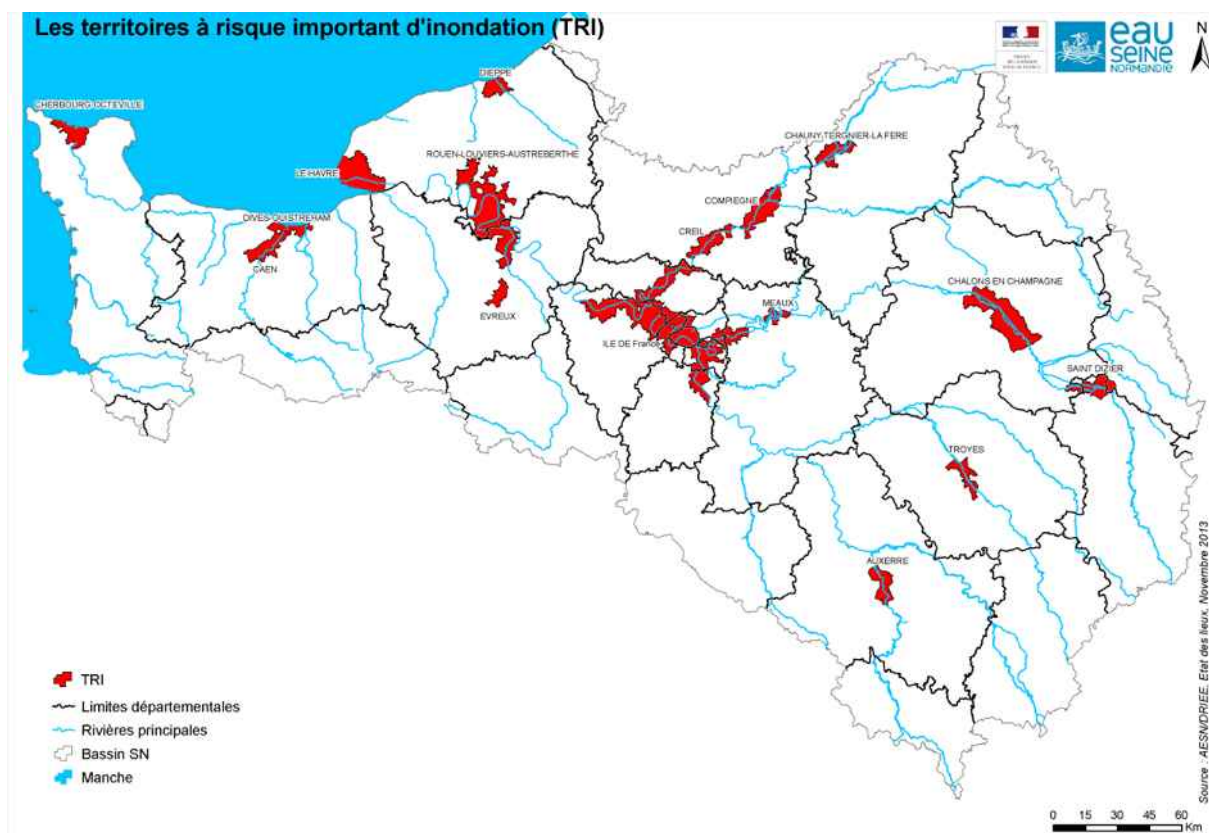 Les territoires à risque important d'inondation (TRI)
eau
SEINE
NORMANDIE
N
DIEPPE
CHERBOURG-OCTEVILLE
CHAUNY-TERGNIER-LA FERE
ROUEN-LOUVIERS-AUSTREBERTHE
LE HAVRE
COMPIEGNE
DIVES-OUISTREHAM
CREIL
CAEN
CHALONS EN CHAMPAGNE
MEAUX
EVREUX
ILE DE France
SAINT DIZIER
TROYES
AUXERRE
TRI
Limites départementales
Rivières principales
Bassin SN
Manche
Source : AESN/DRIEE, Etat des lieux, Novembre 2013
0 15 30 45 60
Km